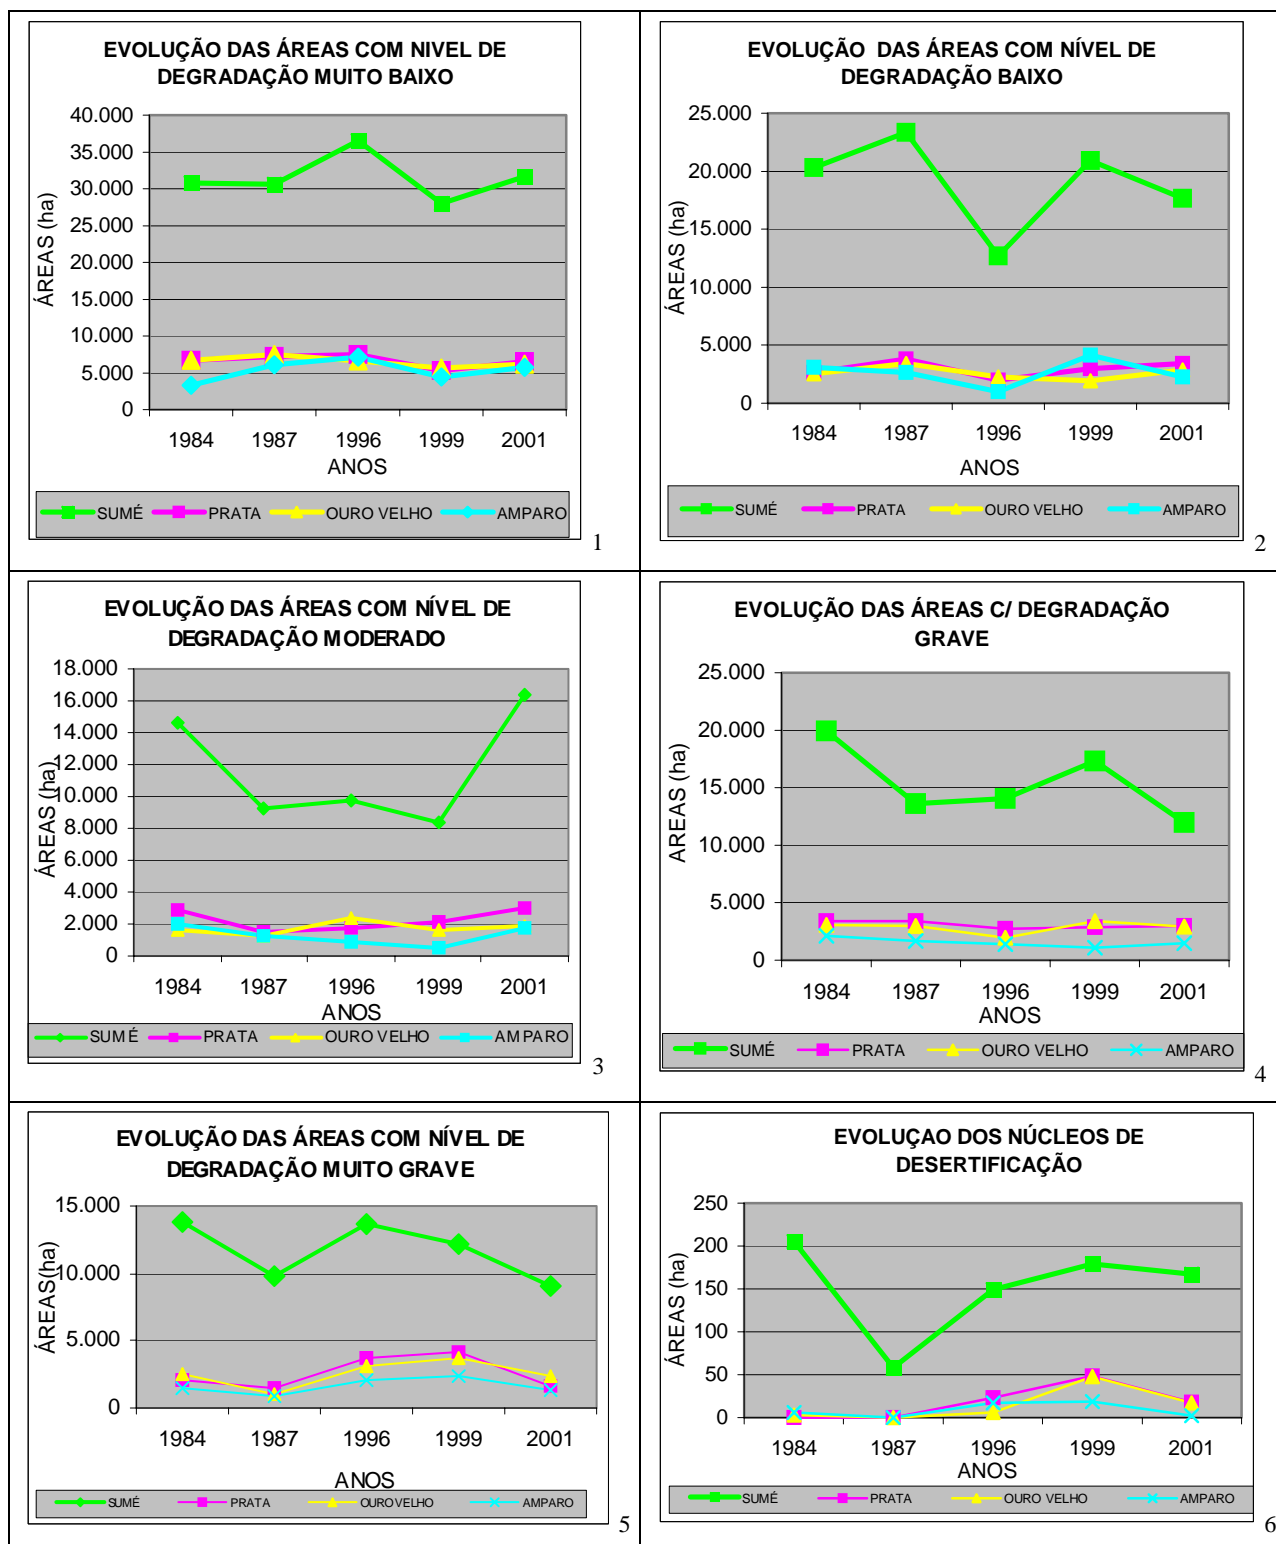 EVOLUÇÃO DAS ÁREAS COM NIVEL DE
DEGRADAÇÃO MUITO BAIXO
40.000
35.000
30.000
25.000
20.000
15.000
10.000
5.000
0
ÁREAS (ha)
1984 1987 1996 1999 2001
ANOS
SUMÉ PRATA OURO VELHO AMPARO
1
EVOLUÇÃO DAS ÁREAS COM NÍVEL DE
DEGRADAÇÃO BAIXO
25.000
20.000
15.000
10.000
5.000
0
ÁREAS (ha)
1984 1987 1996 1999 2001
ANOS
SUMÉ PRATA OURO VELHO AMPARO
2
EVOLUÇÃO DAS ÁREAS COM NÍVEL DE
DEGRADAÇÃO MODERADO
18.000
16.000
14.000
12.000
10.000
8.000
6.000
4.000
2.000
0
ÁREAS (ha)
1984 1987 1996 1999 2001
ANOS
SUMÉ PRATA OURO VELHO AMPARO
3
EVOLUÇÃO DAS ÁREAS C/ DEGRADAÇÃO
GRAVE
25.000
20.000
15.000
10.000
5.000
0
AREAS (ha)
1984 1987 1996 1999 2001
ANOS
SUMÉ PRATA OURO VELHO AMPARO
4
EVOLUÇÃO DAS ÁREAS COM NÍVEL DE
DEGRADAÇÃO MUITO GRAVE
15.000
10.000
5.000
0
ÁREAS(ha)
1984 1987 1996 1999 2001
ANOS
SUMÉ PRATA OURO VELHO AMPARO
5
EVOLUÇAO DOS NÚCLEOS DE
DESERTIFICAÇÃO
250
200
150
100
50
0
ÁREAS (ha)
1984 1987 1996 1999 2001
ANOS
SUMÉ PRATA OURO VELHO AMPARO
6